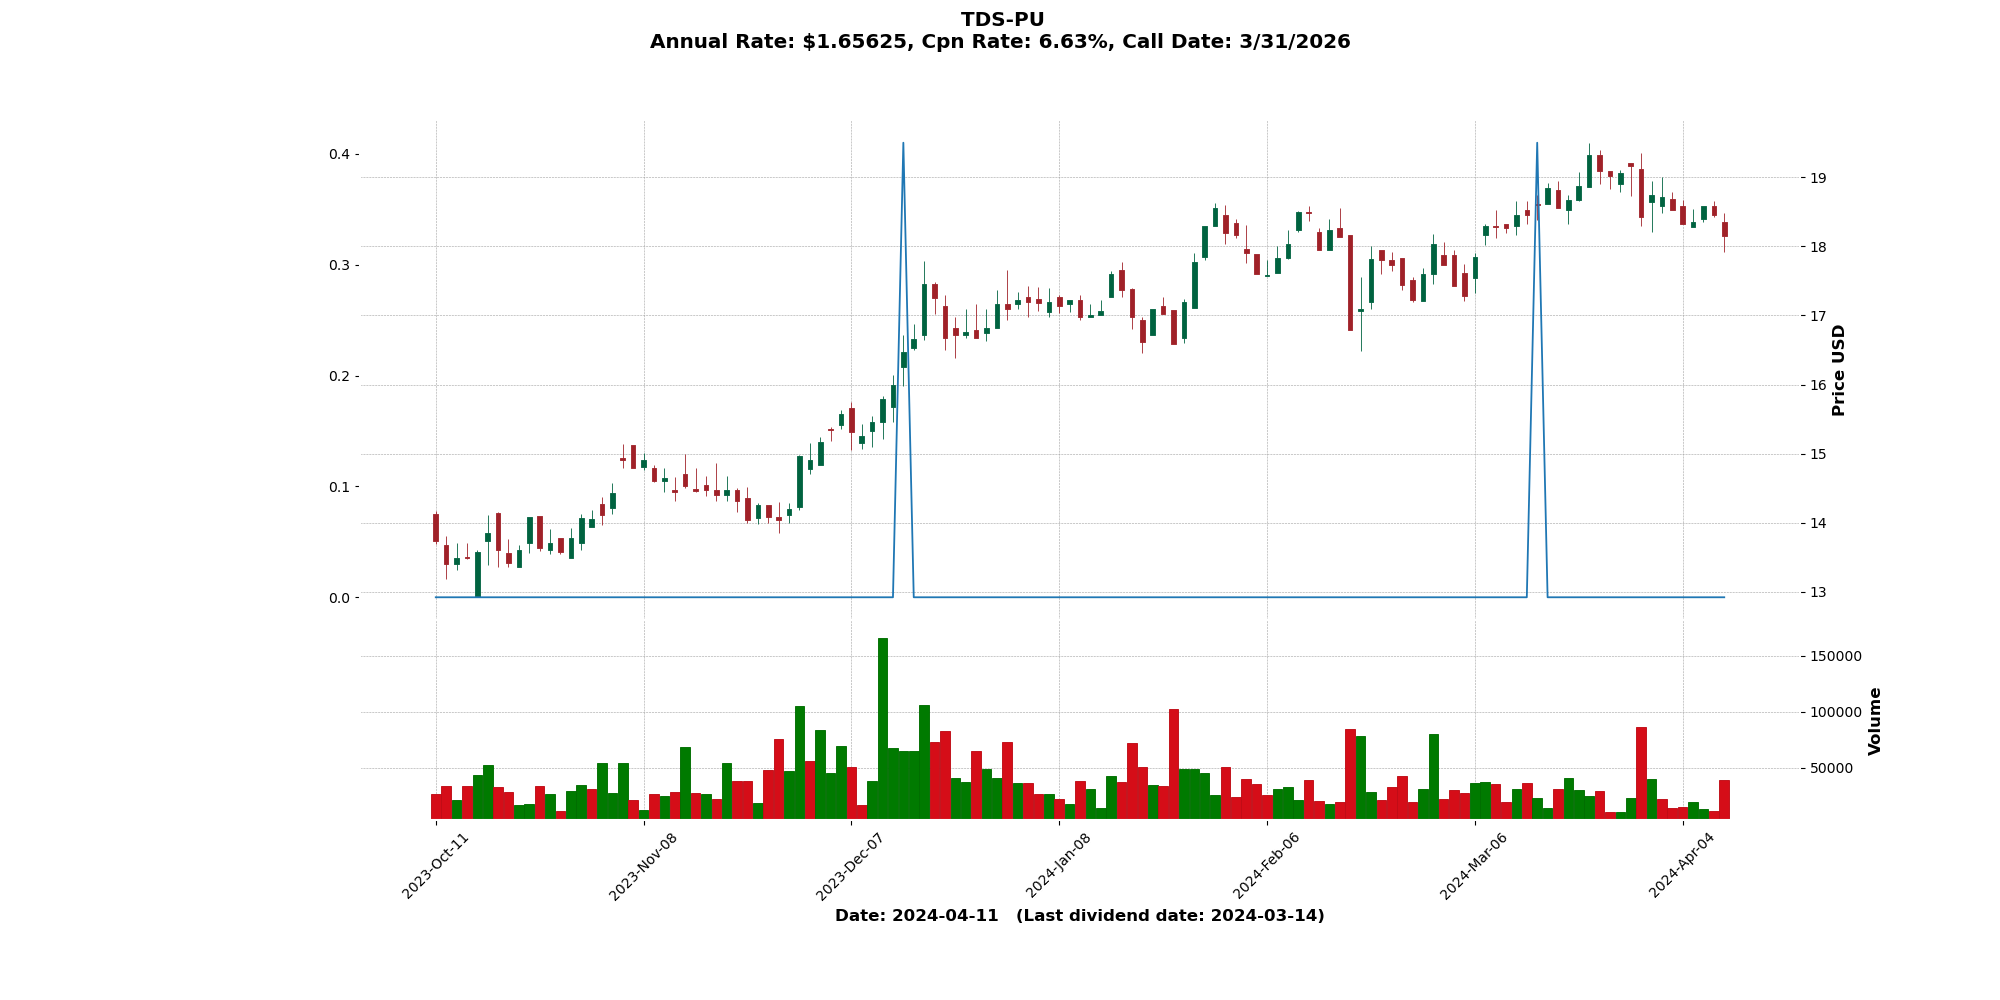 TDS-PU
Annual Rate: $1.65625, Cpn Rate: 6.63%, Call Date: 3/31/2026
0.4
0.3
0.2
0.1
0.0
19
18
17
16
15
14
13
Price USD
150000
100000
50000
Volume
2023-Oct-11
2023-Nov-08
2023-Dec-07
2024-Jan-08
2024-Feb-06
2024-Mar-06
2024-Apr-04
Date: 2024-04-11 (Last dividend date: 2024-03-14)